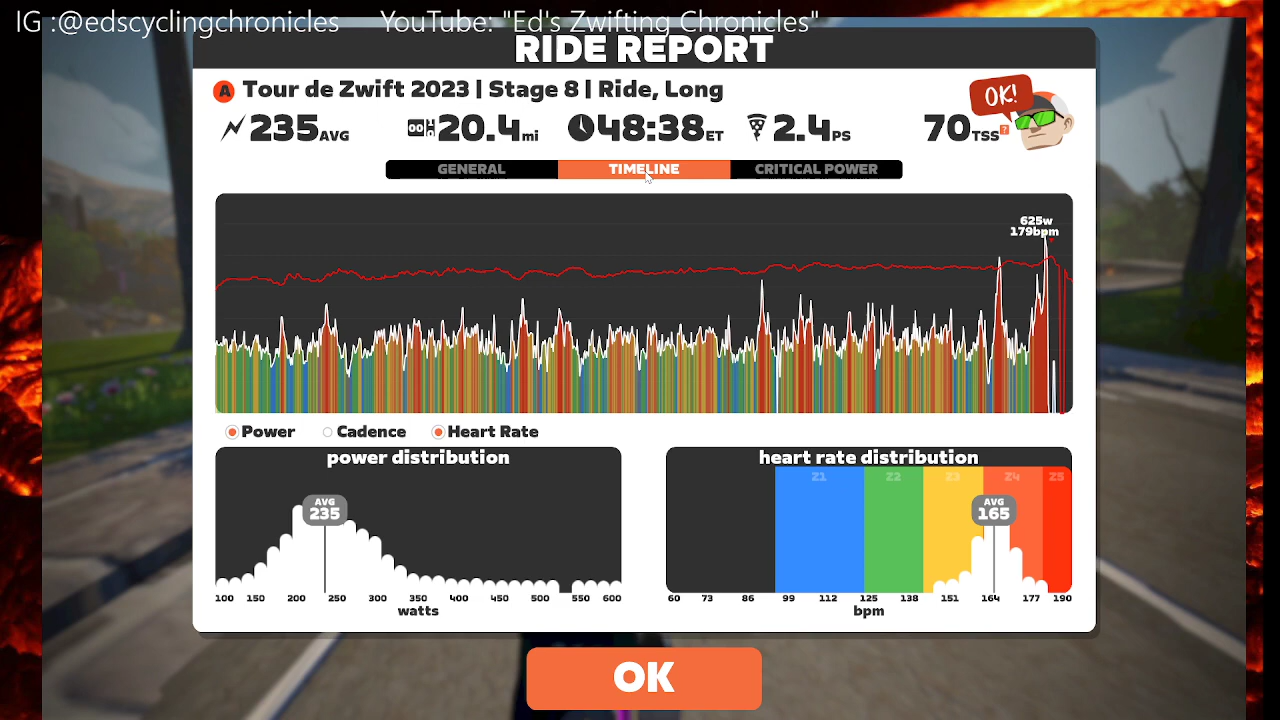 IG :@edscyclingchronicles YouTube: "Ed's Zwifting Chronicles"
RIDE REPORT
A Tour de Zwift 2023 | Stage 8 | Ride, Long
OK!
235AVG 20.4mi 48:38ET 2.4PS 70TSS ?
GENERAL TIMELINE CRITICAL POWER
625w
179bpm
Power Cadence Heart Rate
power distribution
AVG
235
100 150 200 250 300 350 400 450 500 550 600
watts
heart rate distribution
Z1 Z2 Z3 Z4 Z5
AVG
165
60 73 86 99 112 125 138 151 164 177 190
bpm
OK